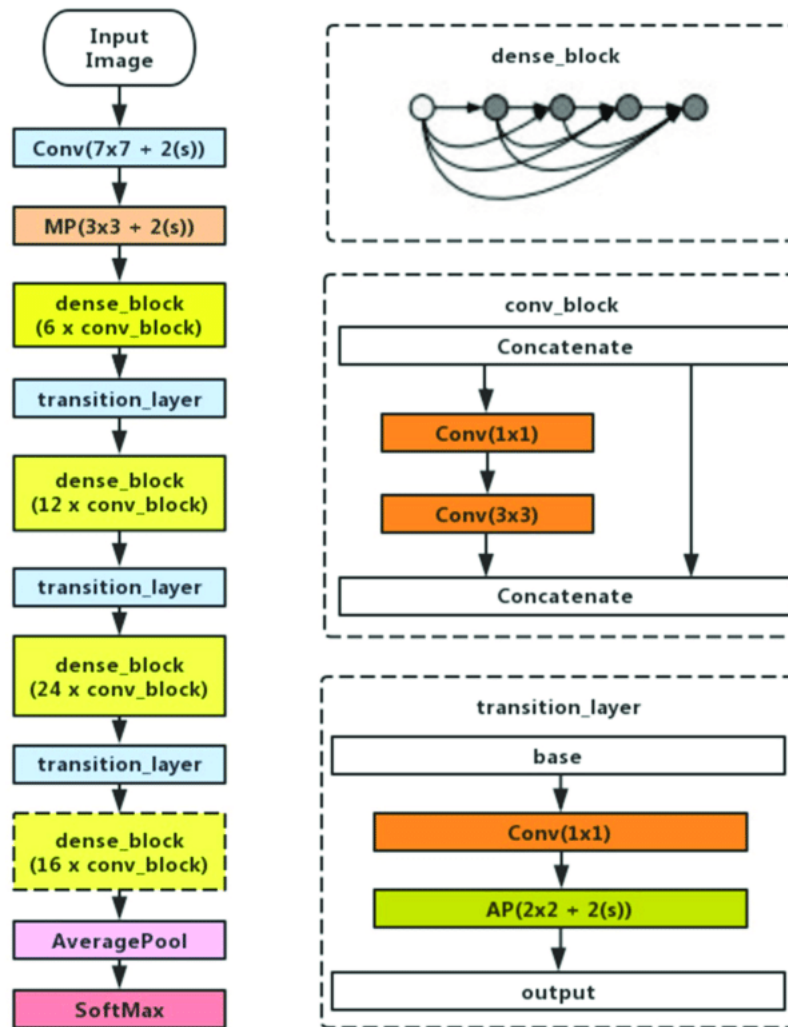 Input
Image
Conv(7x7 + 2(s))
MP(3x3 + 2(s))
dense_block
(6 x conv_block)
transition_layer
dense_block
(12 x conv_block)
transition_layer
dense_block
(24 x conv_block)
transition_layer
dense_block
(16 x conv_block)
AveragePool
SoftMax
dense_block
conv_block
Concatenate
Conv(1x1)
Conv(3x3)
Concatenate
transition_layer
base
Conv(1x1)
AP(2x2 + 2(s))
output